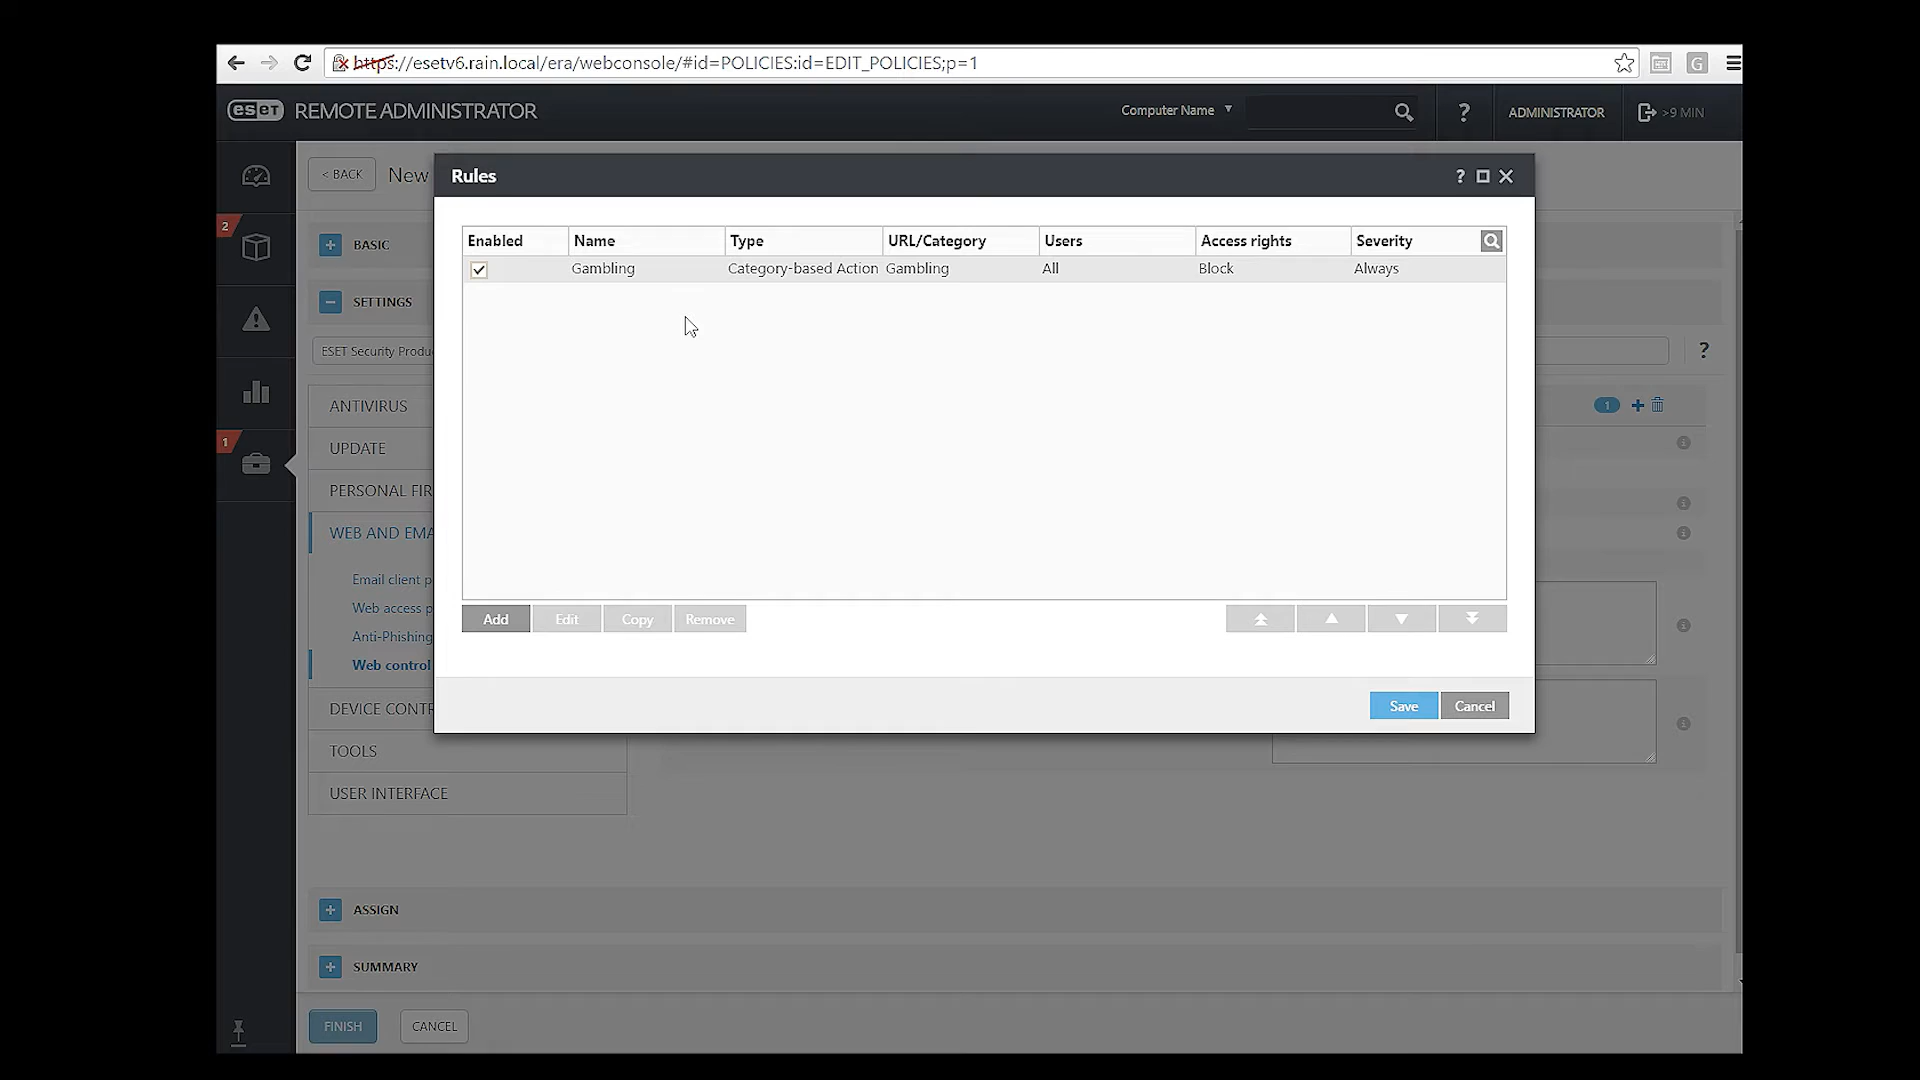 https://esetv6.rain.local/era/webconsole/#id=POLICIES:id=EDIT_POLICIES;p=1
G
eset REMOTE ADMINISTRATOR
Computer Name
?
ADMINISTRATOR
>9 MIN
< BACK
New
Rules
?
2
BASIC
Enabled Name Type URL/Category Users Access rights Severity
Gambling Category-based Action Gambling All Block Always
SETTINGS
ESET Security Produ
?
ANTIVIRUS
1
UPDATE
1
PERSONAL FIR
WEB AND EMA
Email client p
Web access p
Anti-Phishing
Web control
Add Edit Copy Remove
Save Cancel
DEVICE CONTR
TOOLS
USER INTERFACE
ASSIGN
SUMMARY
FINISH CANCEL